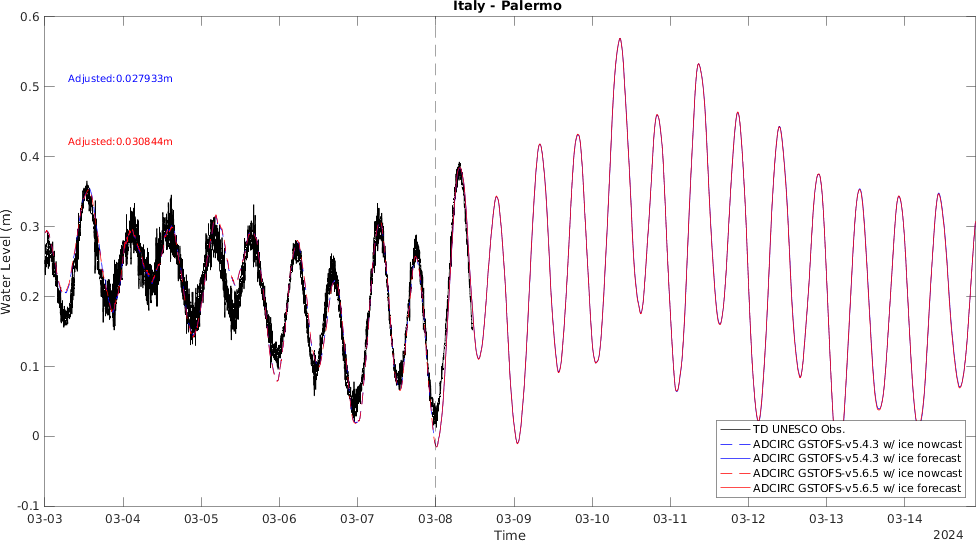 Italy - Palermo
0.6
Adjusted:0.027933m
0.5
Adjusted:0.030844m
0.4
0.3
Water Level (m)
0.2
0.1
0
TD UNESCO Obs.
ADCIRC GSTOFS-v5.4.3 w/ ice nowcast
ADCIRC GSTOFS-v5.4.3 w/ ice forecast
ADCIRC GSTOFS-v5.6.5 w/ ice nowcast
ADCIRC GSTOFS-v5.6.5 w/ ice forecast
-0.1
03-03 03-04 03-05 03-06 03-07 03-08 03-09 03-10 03-11 03-12 03-13 03-14
Time
2024